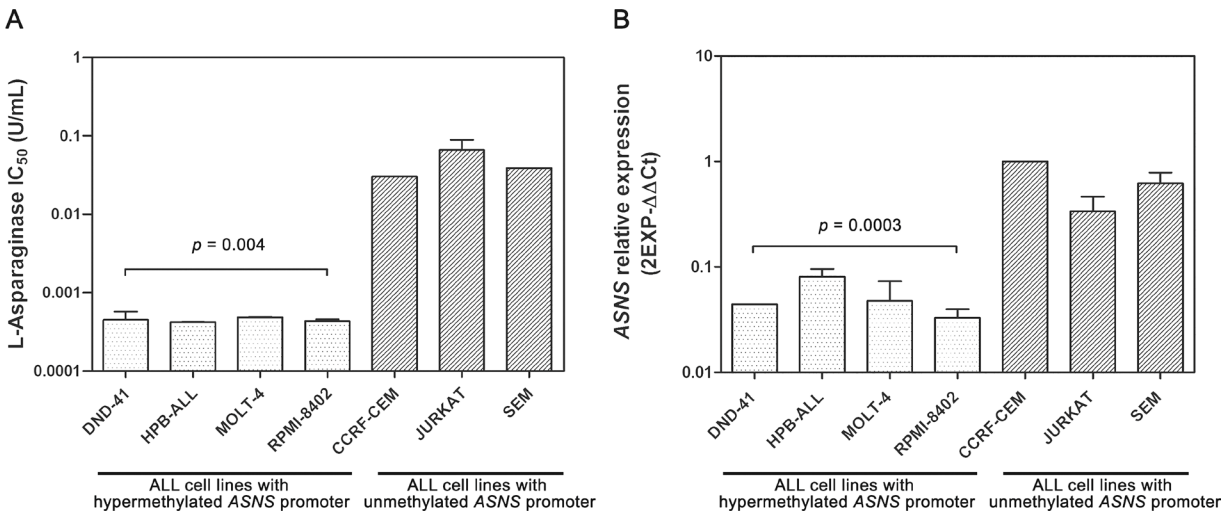 A
L-Asparaginase IC50 (U/mL)
1
0.1
0.01
0.001
0.0001
p = 0.004
DND-41
HPB-ALL
MOLT-4
RPMI-8402
CCRF-CEM
JURKAT
SEM
ALL cell lines with
hypermethylated ASNS promoter
ALL cell lines with
unmethylated ASNS promoter
B
ASNS relative expression
(2EXP-ΔΔCt)
10
1
0.1
0.01
p = 0.0003
DND-41
HPB-ALL
MOLT-4
RPMI-8402
CCRF-CEM
JURKAT
SEM
ALL cell lines with
hypermethylated ASNS promoter
ALL cell lines with
unmethylated ASNS promoter